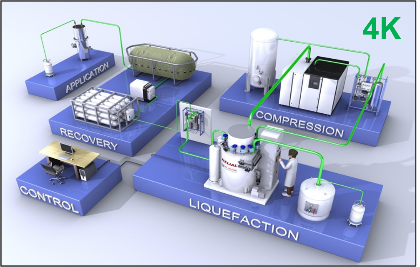 4K
APPLICATION
RECOVERY
COMPRESSION
CONTROL
LIQUEFACTION